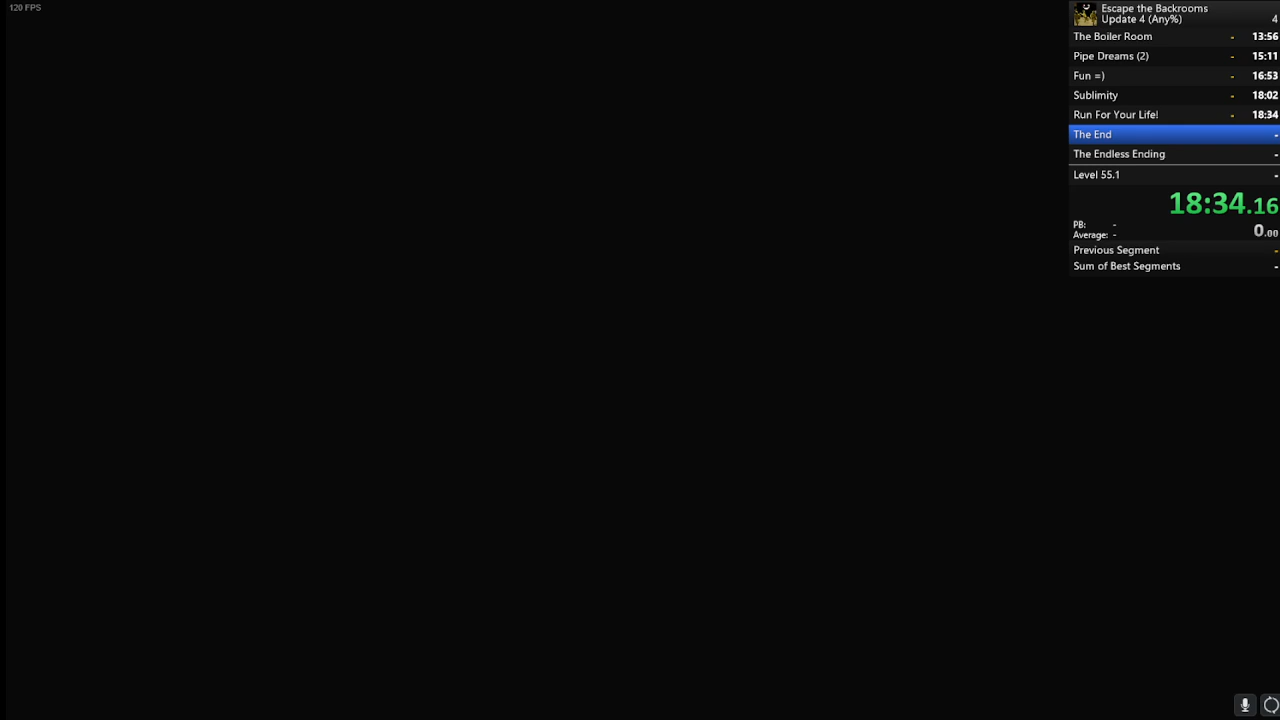 120 FPS
Escape the Backrooms
Update 4 (Any%) 4
The Boiler Room - 13:56
Pipe Dreams (2) - 15:11
Fun =) - 16:53
Sublimity - 18:02
Run For Your Life! - 18:34
The End -
The Endless Ending -
Level 55.1 -
18:34.16
PB: -
Average: - 0.00
Previous Segment -
Sum of Best Segments -